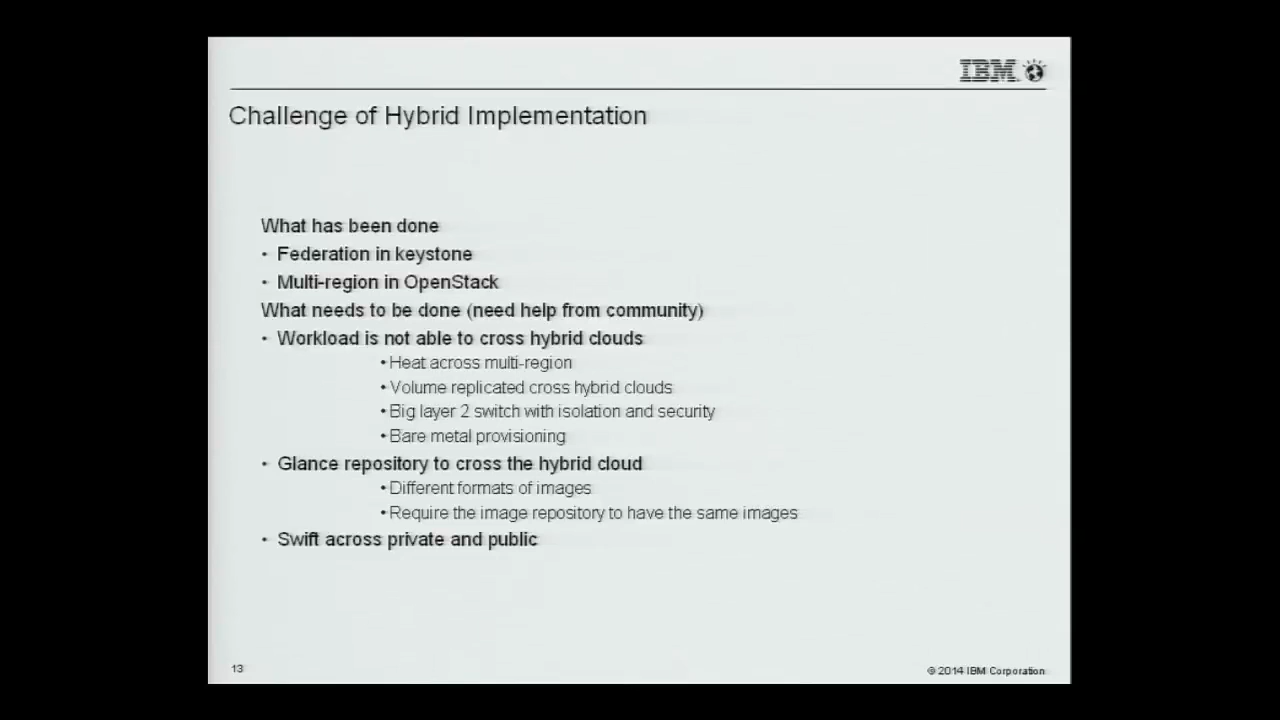 IBM
Challenge of Hybrid Implementation
What has been done
• Federation in keystone
• Multi-region in OpenStack
What needs to be done (need help from community)
• Workload is not able to cross hybrid clouds
• Heat across multi-region
• Volume replicated cross hybrid clouds
• Big layer 2 switch with isolation and security
• Bare metal provisioning
• Glance repository to cross the hybrid cloud
• Different formats of images
• Require the image repository to have the same images
• Swift across private and public
13
© 2014 IBM Corporation